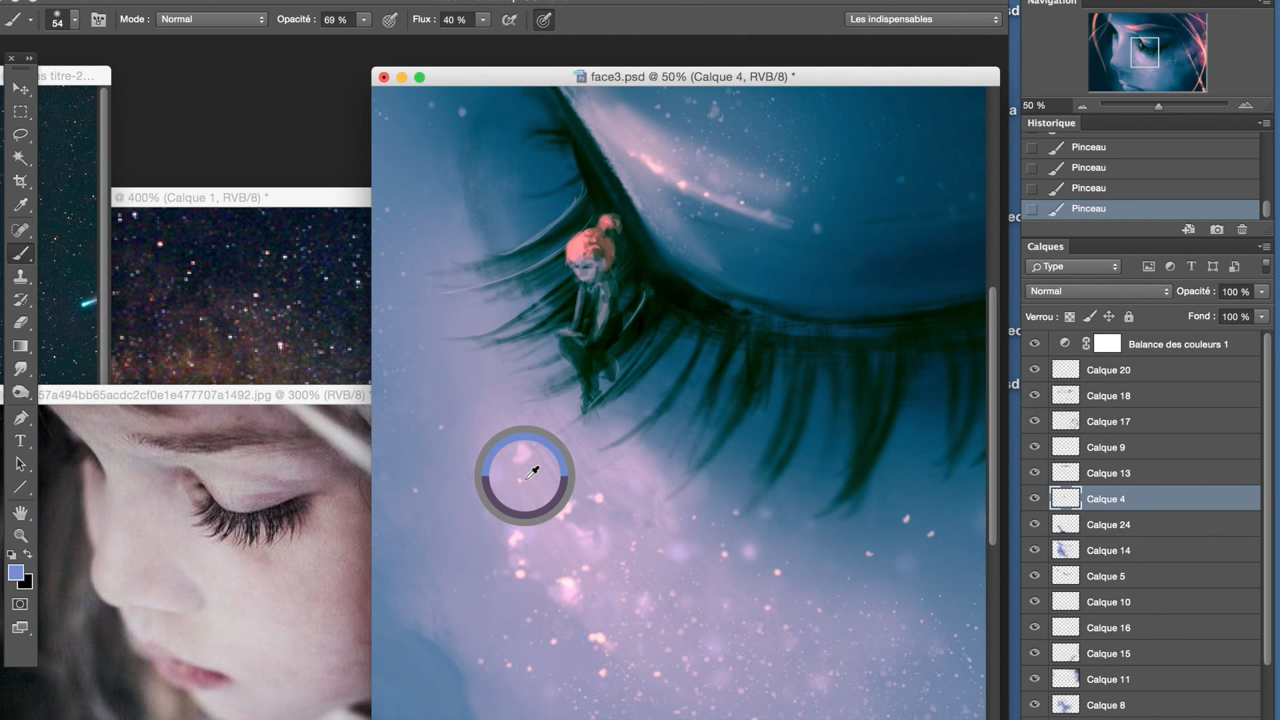 54
Mode : Normal
Opacité : 69 %
Flux : 40 %
Les indispensables
Navigation
50 %
Historique
Pinceau
Pinceau
Pinceau
Pinceau
Calques
Type
Normal
Opacité : 100 %
Verrou :
Fond : 100 %
Balance des couleurs 1
Calque 20
Calque 18
Calque 17
Calque 9
Calque 13
Calque 4
Calque 24
Calque 14
Calque 5
Calque 10
Calque 16
Calque 15
Calque 11
Calque 8
face3.psd @ 50% (Calque 4, RVB/8) *
titre-2...
@ 400% (Calque 1, RVB/8) *
57a494bb65acdc2cf0e1e477707a1492.jpg @ 300% (RVB/8)